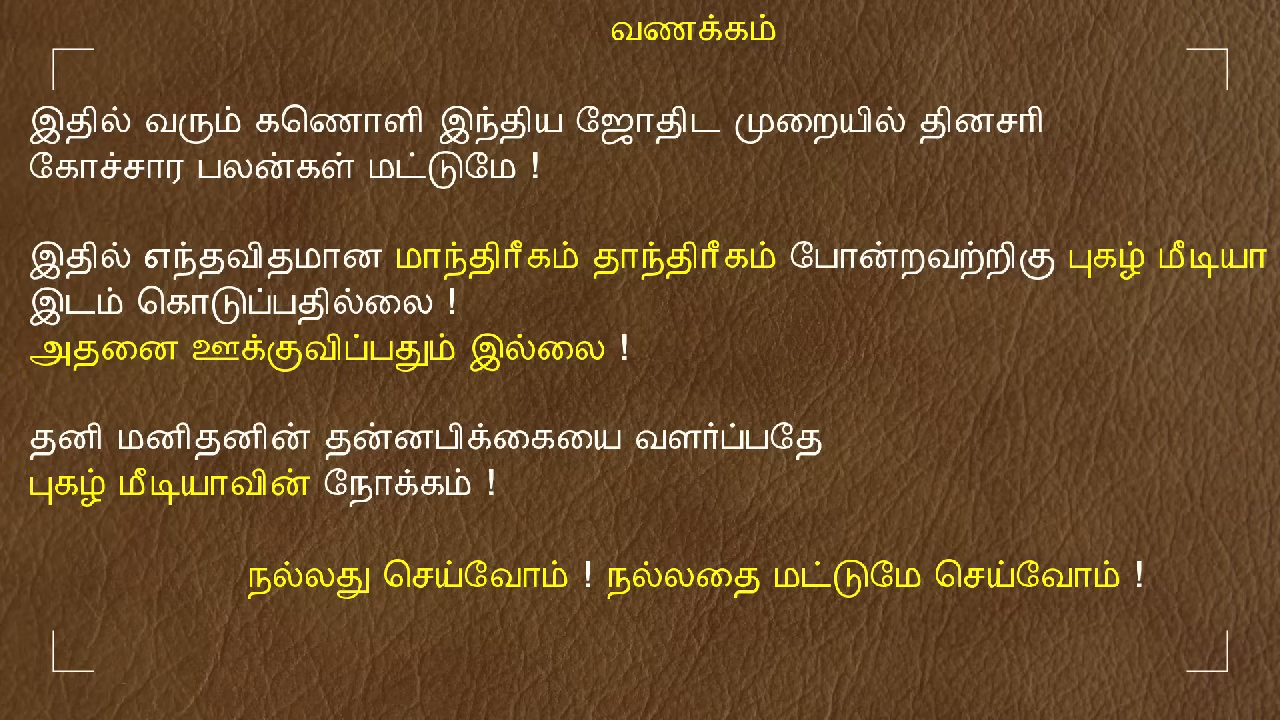 வணக்கம்
இதில் வரும் கணொளி இந்திய ஜோதிட முறையில் தினசரி
கோச்சார பலன்கள் மட்டுமே !
இதில் எந்தவிதமான மாந்திரீகம் தாந்திரீகம் போன்றவற்றிகு புகழ் மீடியா
இடம் கொடுப்பதில்லை !
அதனை ஊக்குவிப்பதும் இல்லை !
தனி மனிதனின் தன்னபிக்கையை வளர்ப்பதே
புகழ் மீடியாவின் நோக்கம் !
நல்லது செய்வோம் ! நல்லதை மட்டுமே செய்வோம் !